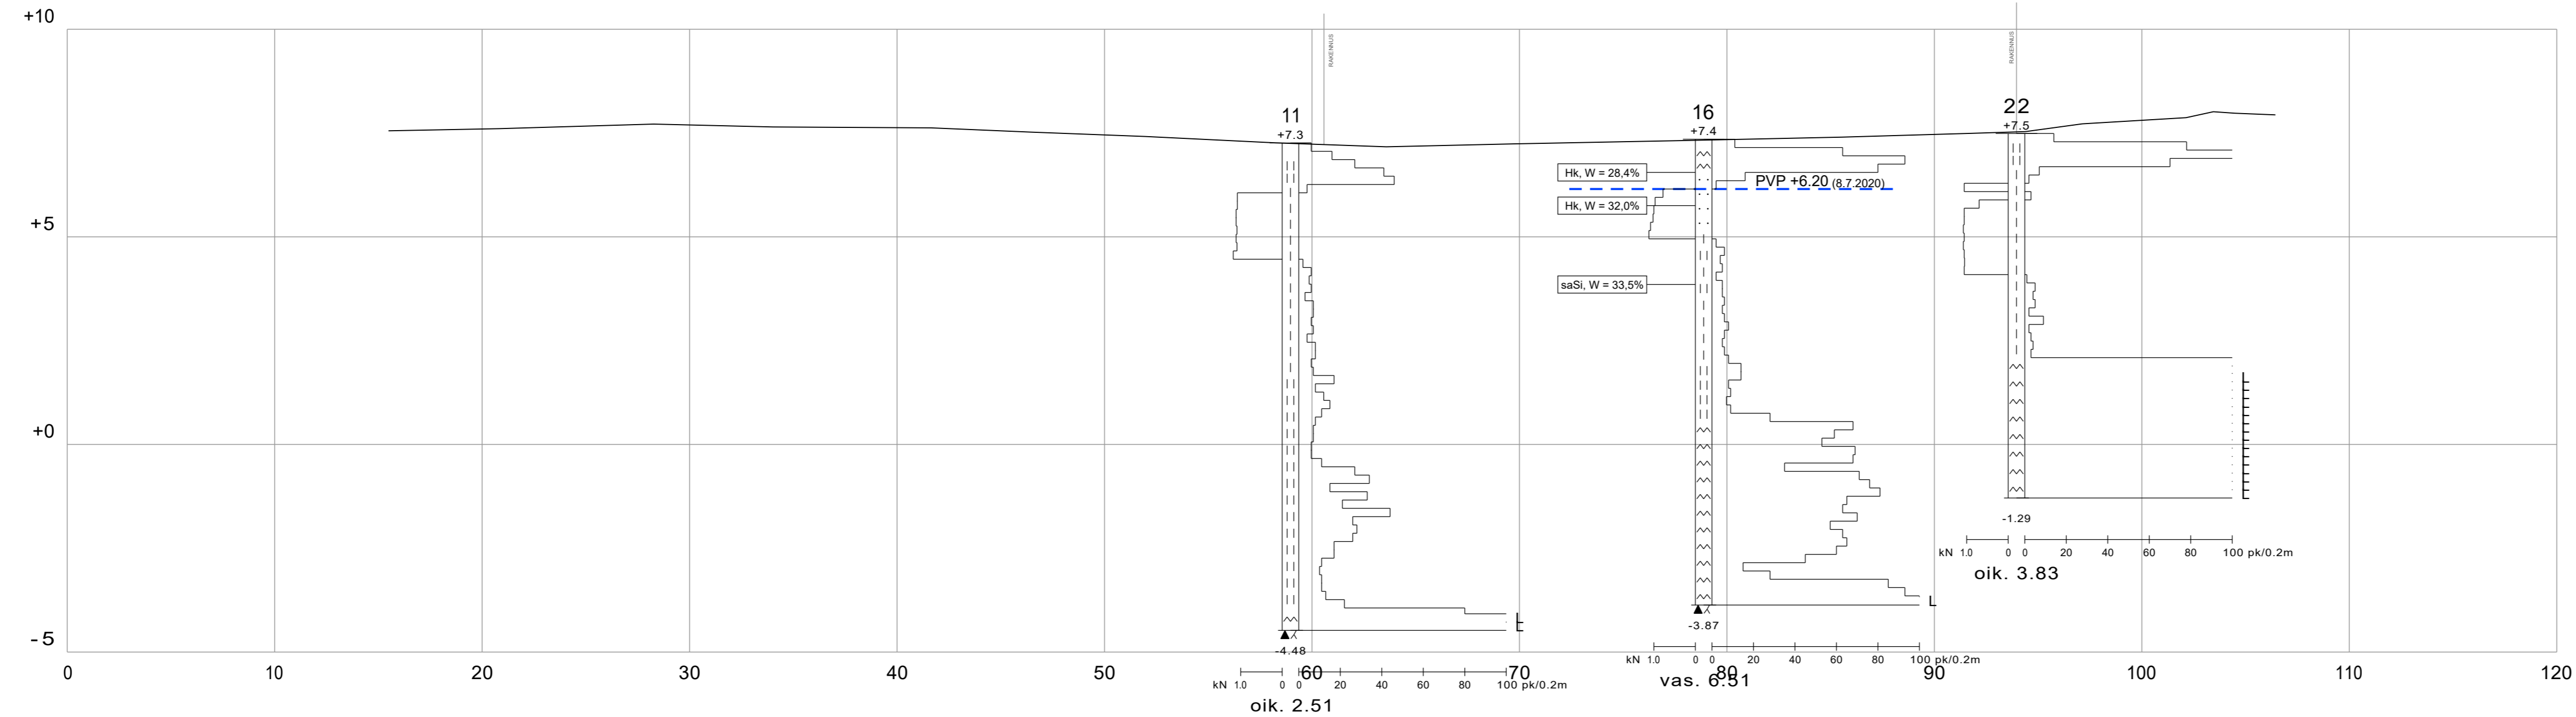 +10
RAKENNUS
RAKENNUS
11
+7.3
16
+7.4
22
+7.5
Hk, W = 28,4%
PVP +6.20 (8.7.2020)
Hk, W = 32,0%
+5
saSi, W = 33,5%
+0
-1.29
kN 1.0 0 0 20 40 60 80 100 pk/0.2m
oik. 3.83
L
L
-3.87
-5
-4.48
kN 1.0 0 0 20 40 60 80 100 pk/0.2m
0 10 20 30 40 50 60 70 80 90 100 110 120
vas. 6.51
kN 1.0 0 0 20 40 60 80 100 pk/0.2m
oik. 2.51